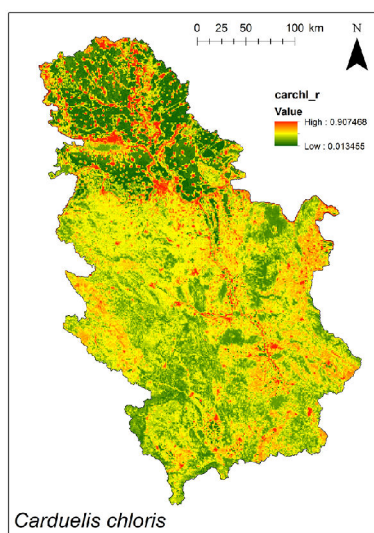 0 25 50 100 km
N
carchl_r
Value
High : 0.907468
Low : 0.013455
Carduelis chloris